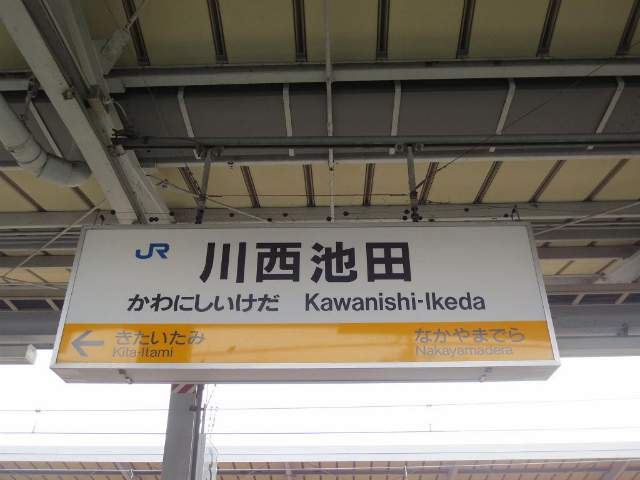 JR 川西池田
かわにしいけだ Kawanishi-Ikeda
← きたいたみ なかやまでら
Kita-Itami Nakayamadera